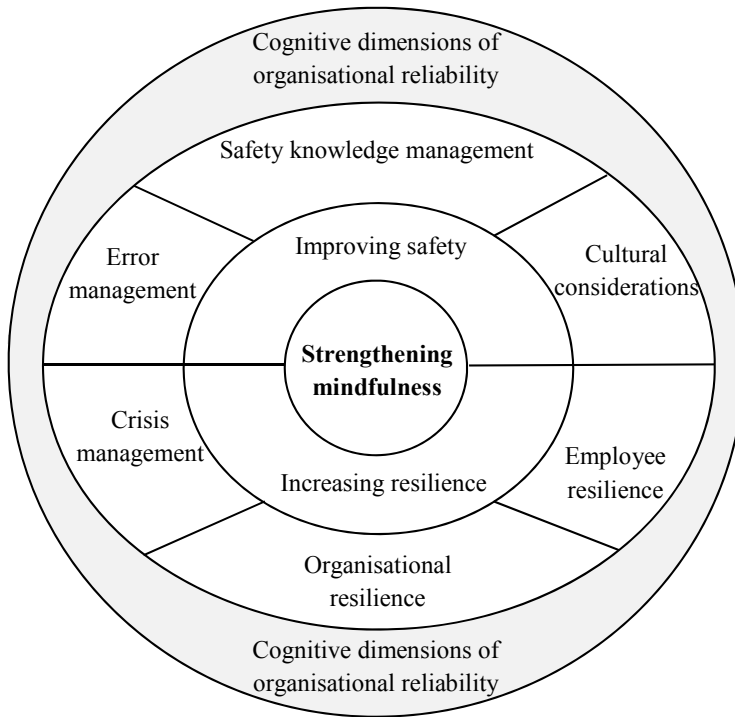 Cognitive dimensions of
organisational reliability
Safety knowledge management
Improving safety
Error
management
Cultural
considerations
Strengthening
mindfulness
Crisis
management
Employee
resilience
Increasing resilience
Organisational
resilience
Cognitive dimensions of
organisational reliability